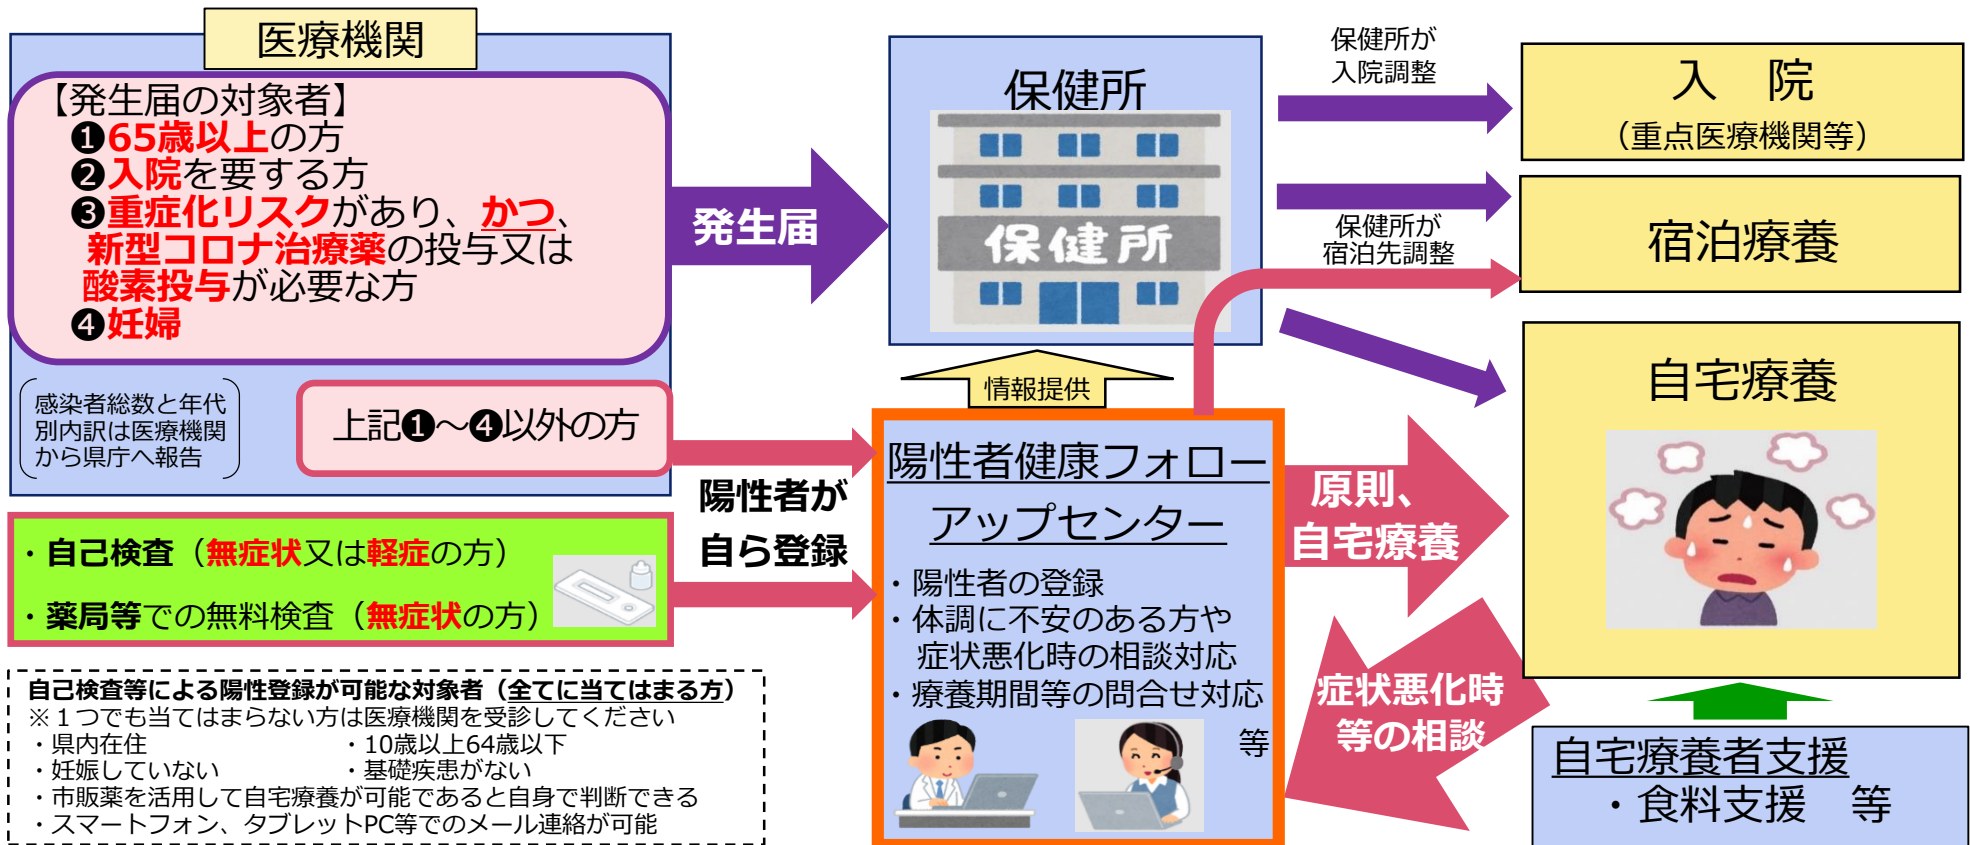 医療機関
【発生届の対象者】
❶65歳以上の方
❷入院を要する方
❸重症化リスクがあり、かつ、
新型コロナ治療薬の投与又は
酸素投与が必要な方
❹妊婦
感染者総数と年代
別内訳は医療機関
から県庁へ報告
上記❶～❹以外の方
・自己検査（無症状又は軽症の方）
・薬局等での無料検査（無症状の方）
自己検査等による陽性登録が可能な対象者（全てに当てはまる方）
※１つでも当てはまらない方は医療機関を受診してください
・県内在住 ・10歳以上64歳以下
・妊娠していない ・基礎疾患がない
・市販薬を活用して自宅療養が可能であると自身で判断できる
・スマートフォン、タブレットPC等でのメール連絡が可能
発生届
陽性者が
自ら登録
保健所
保健所
情報提供
陽性者健康フォロー
アップセンター
・陽性者の登録
・体調に不安のある方や
症状悪化時の相談対応
・療養期間等の問合せ対応
等
保健所が
入院調整
保健所が
宿泊先調整
原則、
自宅療養
症状悪化時
等の相談
入　院
（重点医療機関等）
宿泊療養
自宅療養
自宅療養者支援
・食料支援　等